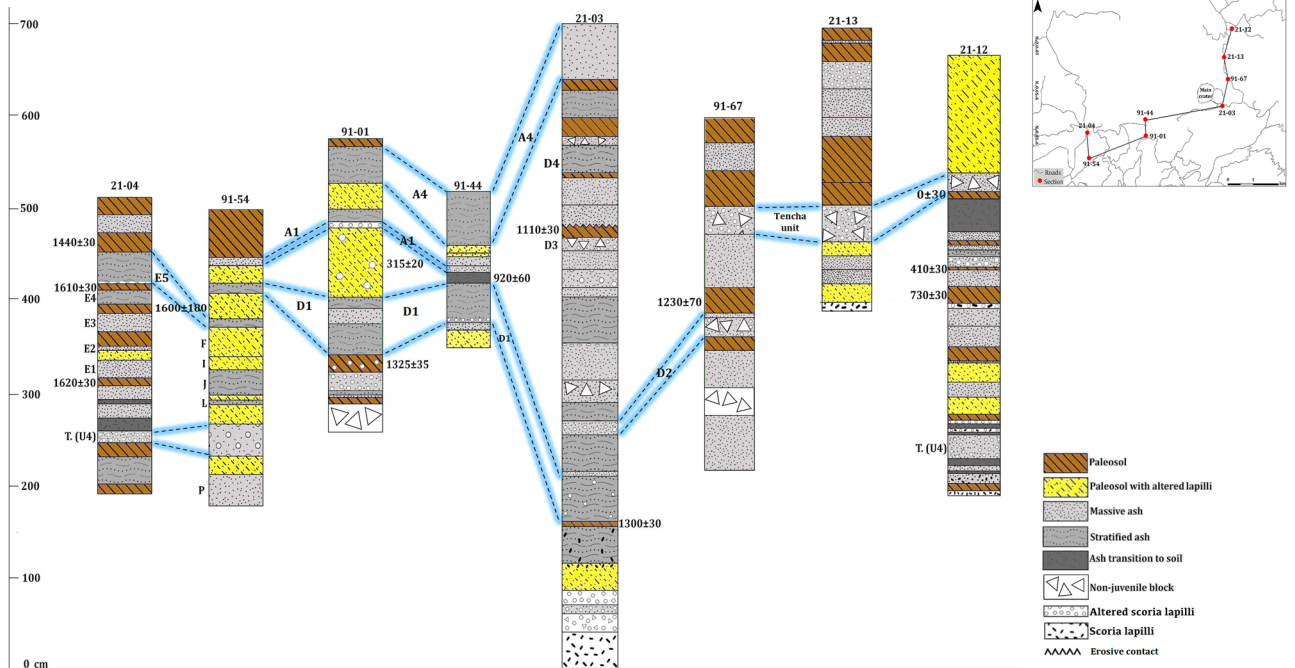 700
600
500
400
300
200
100
0 cm
21-04
1440±30
E5
1610±30
E4
E3
E2
E1
1620±30
T. (U4)
91-54
1600±180
F
I
J
L
P
A1
D1
91-01
315±20
1325±35
A4
A1
D1
91-44
920±60
D1
A4
21-03
D4
1110±30
D3
1300±30
D2
91-67
1230±70
Tencha
unit
21-13
0±30
21-12
410±30
730±30
T. (U4)
21-12
21-13
91-67
Main
crater
21-03
91-44
21-04
91-01
91-54
Roads
Section
0
1
Paleosol
Paleosol with altered lapilli
Massive ash
Stratified ash
Ash transition to soil
Non-juvenile block
Altered scoria lapilli
Scoria lapilli
Erosive contact